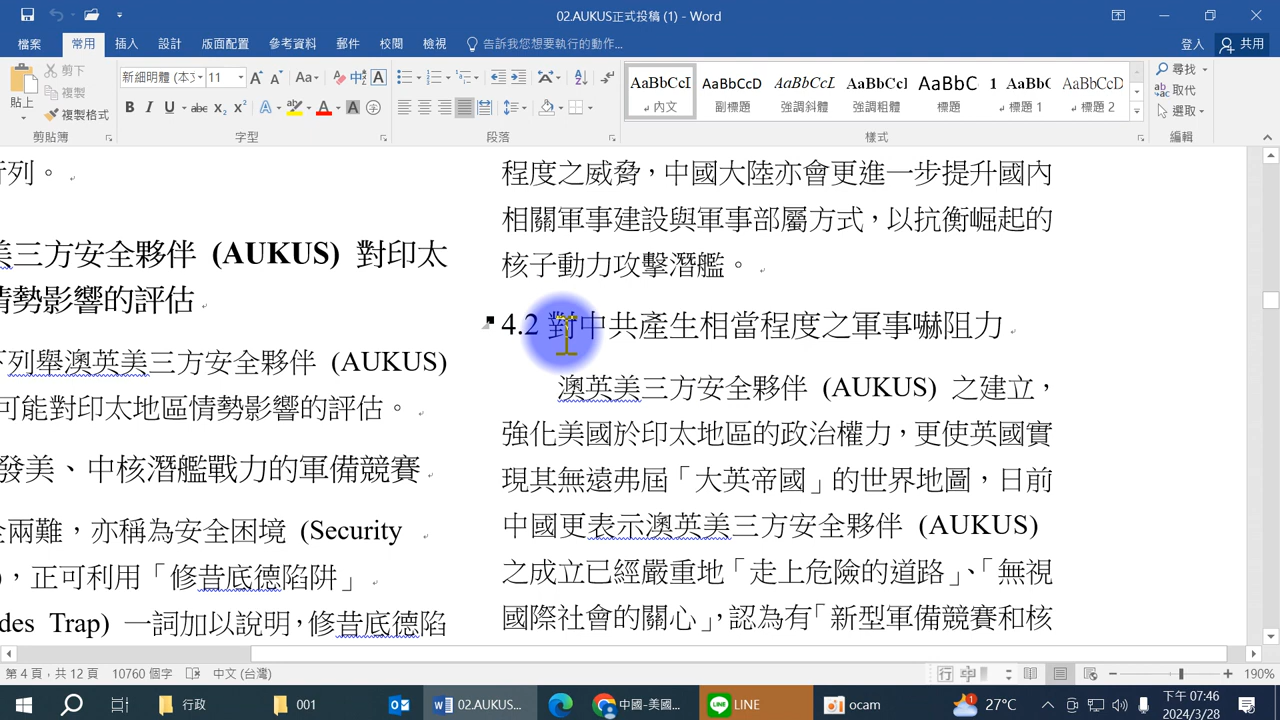 02.AUKUS正式投稿 (1) - Word
檔案 常用 插入 設計 版面配置 參考資料 郵件 校閱 檢視 告訴我您想要執行的動作... 登入 共用
貼上 剪下 複製 複製格式 剪貼簿
新細明體 (本文 11 字型
段落
AaBbCcI AaBbCcD AaBbCcL AaBbCcl AaBbC 1 AaBbC AaBbCcD
內文 副標題 強調斜體 強調粗體 標題 標題 1 標題 2
樣式
尋找 取代 選取 編輯
行列。
美三方安全夥伴 (AUKUS) 對印太
情勢影響的評估
下列舉澳英美三方安全夥伴 (AUKUS)
可能對印太地區情勢影響的評估。
發美、中核潛艦戰力的軍備競賽
全兩難，亦稱為安全困境 (Security
)，正可利用「修昔底德陷阱」
des Trap) 一詞加以說明，修昔底德陷
程度之威脅，中國大陸亦會更進一步提升國內
相關軍事建設與軍事部屬方式，以抗衡崛起的
核子動力攻擊潛艦。
4.2 對中共產生相當程度之軍事嚇阻力
澳英美三方安全夥伴 (AUKUS) 之建立，
強化美國於印太地區的政治權力，更使英國實
現其無遠弗屆「大英帝國」的世界地圖，日前
中國更表示澳英美三方安全夥伴 (AUKUS)
之成立已經嚴重地「走上危險的道路」、「無視
國際社會的關心」，認為有「新型軍備競賽和核
第 4 頁，共 12 頁 10760 個字 中文 (台灣) 190%
行政 001 02.AUKUS... 中國-美國... LINE ocam 27°C 下午 07:46
2024/3/28